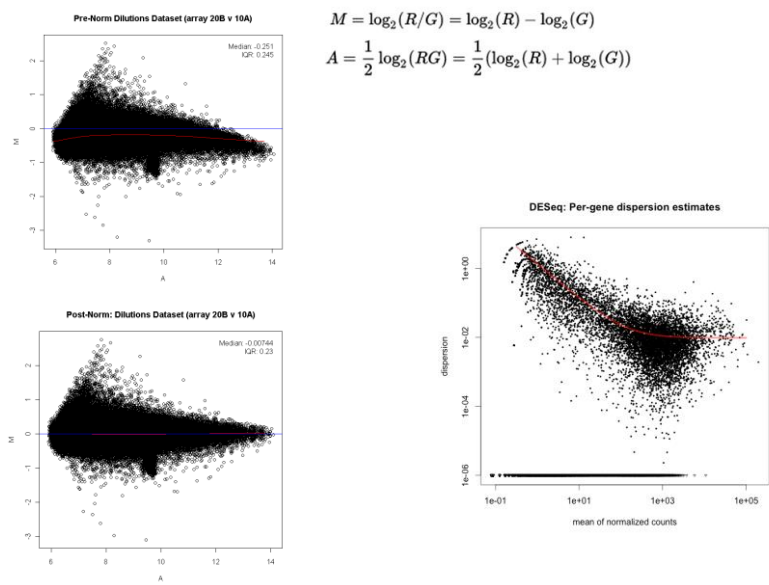 Pre-Norm Dilutions Dataset (array 20B v 10A)
Median: -0.251
IQR: 0.245
2
1
0
-1
-2
-3
M
6 8 10 12 14
A
M = log₂(R/G) = log₂(R) − log₂(G)
A = 1/2 log₂(RG) = 1/2 (log₂(R) + log₂(G))
Post-Norm: Dilutions Dataset (array 20B v 10A)
Median: -0.00744
IQR: 0.23
2
1
0
-1
-2
-3
M
6 8 10 12 14
A
DESeq: Per-gene dispersion estimates
1e+00
1e-02
1e-04
1e-06
dispersion
1e-01 1e+01 1e+03 1e+05
mean of normalized counts